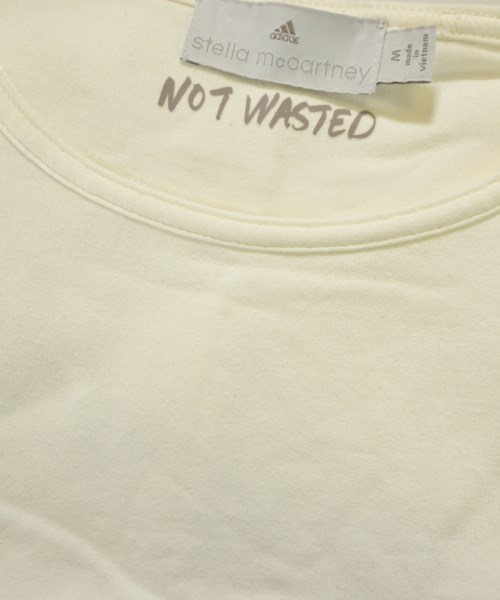 adidas
stella mccartney
M
made
in
vietnam
NOT WASTED